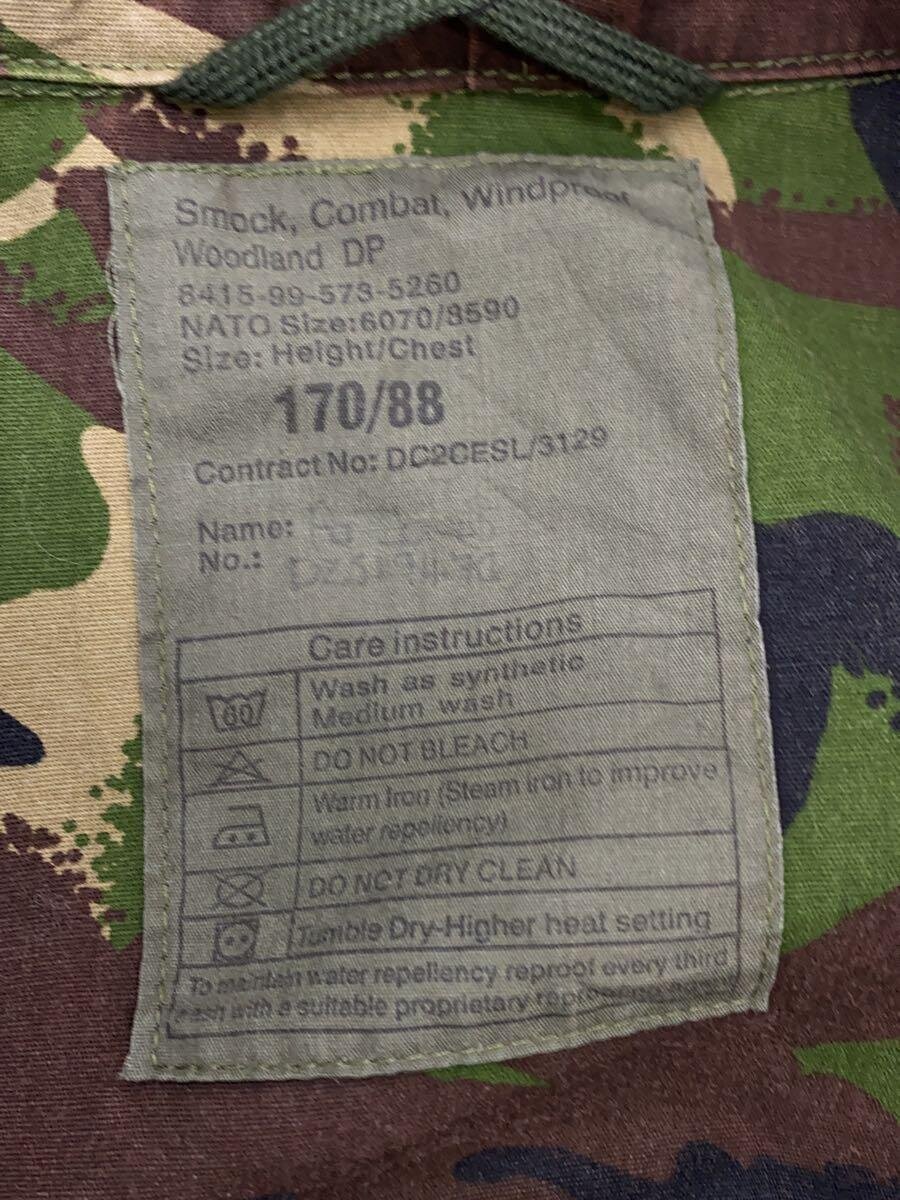 Smock, Combat, Windproof
Woodland DP
8415-99-573-5260
NATO Size:6070/8590
Size: Height/Chest
170/88
Contract No: DC2CESL/3129
Name:
No.:
Care instructions
60
Wash as synthetic
Medium wash
DO NOT BLEACH
Warm Iron (Steam iron to improve
water repellency)
DO NOT DRY CLEAN
Tumble Dry-Higher heat setting
To maintain water repellency reproof every third
wash with a suitable proprietary